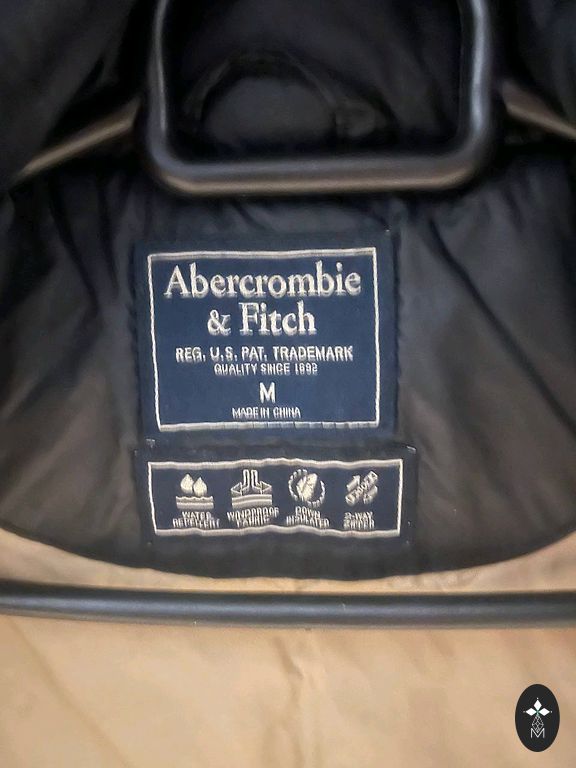 Abercrombie
& Fitch
REG. U.S. PAT. TRADEMARK
QUALITY SINCE 1892
M
MADE IN CHINA
WATER
REPELLENT
WINDPROOF
FABRIC
DOWN
INSULATED
2-WAY
ZIPPER
M